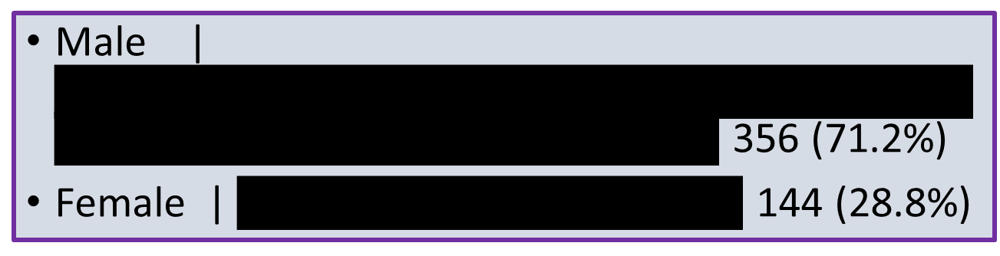 • Male |
356 (71.2%)
• Female | 144 (28.8%)